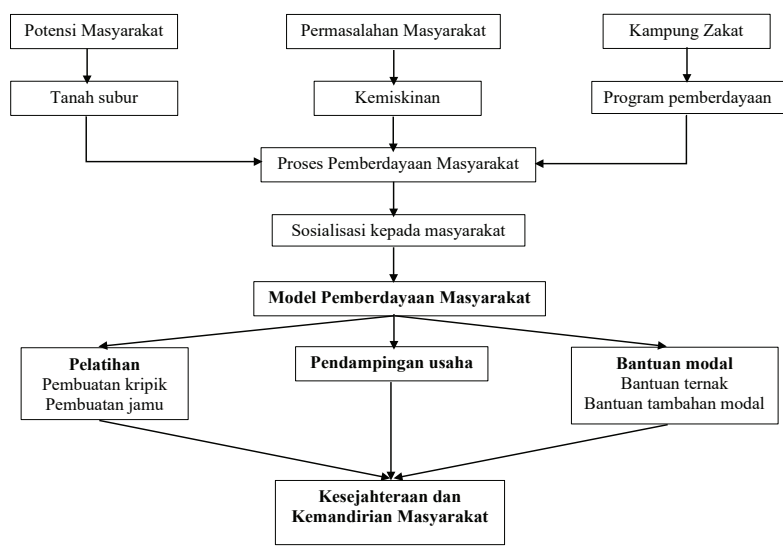 Potensi Masyarakat
Permasalahan Masyarakat
Kampung Zakat
Tanah subur
Kemiskinan
Program pemberdayaan
Proses Pemberdayaan Masyarakat
Sosialisasi kepada masyarakat
Model Pemberdayaan Masyarakat
Pelatihan
Pembuatan kripik
Pembuatan jamu
Pendampingan usaha
Bantuan modal
Bantuan ternak
Bantuan tambahan modal
Kesejahteraan dan
Kemandirian Masyarakat